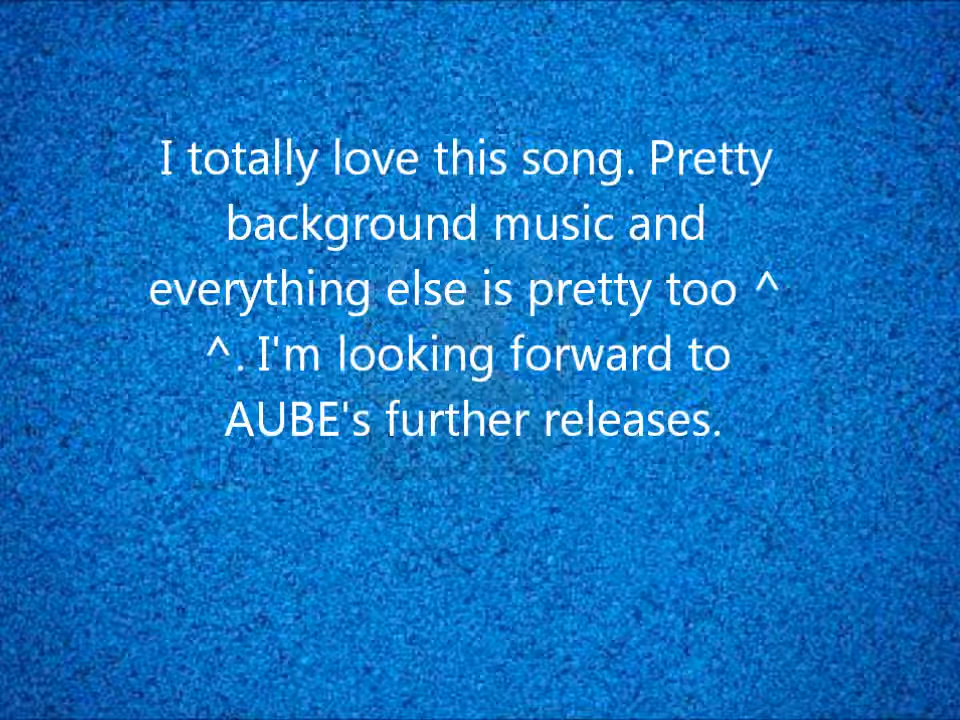 I totally love this song. Pretty
background music and
everything else is pretty too ^
^. I'm looking forward to
AUBE's further releases.